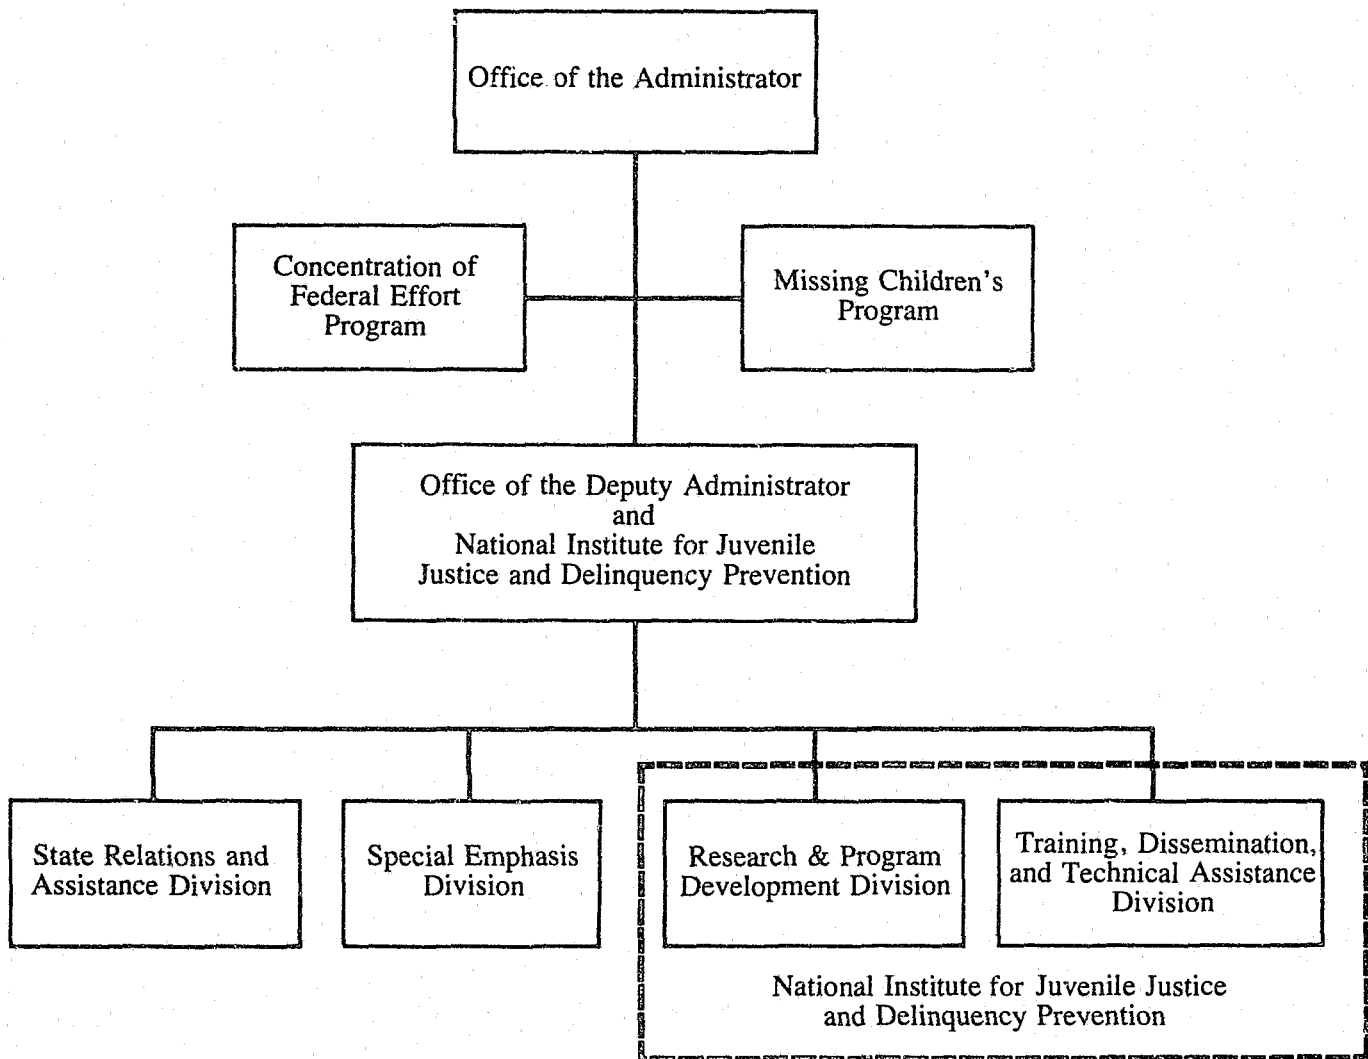 Office of the Administrator
Concentration of
Federal Effort
Program
Missing Children's
Program
Office of the Deputy Administrator
and
National Institute for Juvenile
Justice and Delinquency Prevention
State Relations and
Assistance Division
Special Emphasis
Division
Research & Program
Development Division
Training, Dissemination,
and Technical Assistance
Division
National Institute for Juvenile Justice
and Delinquency Prevention